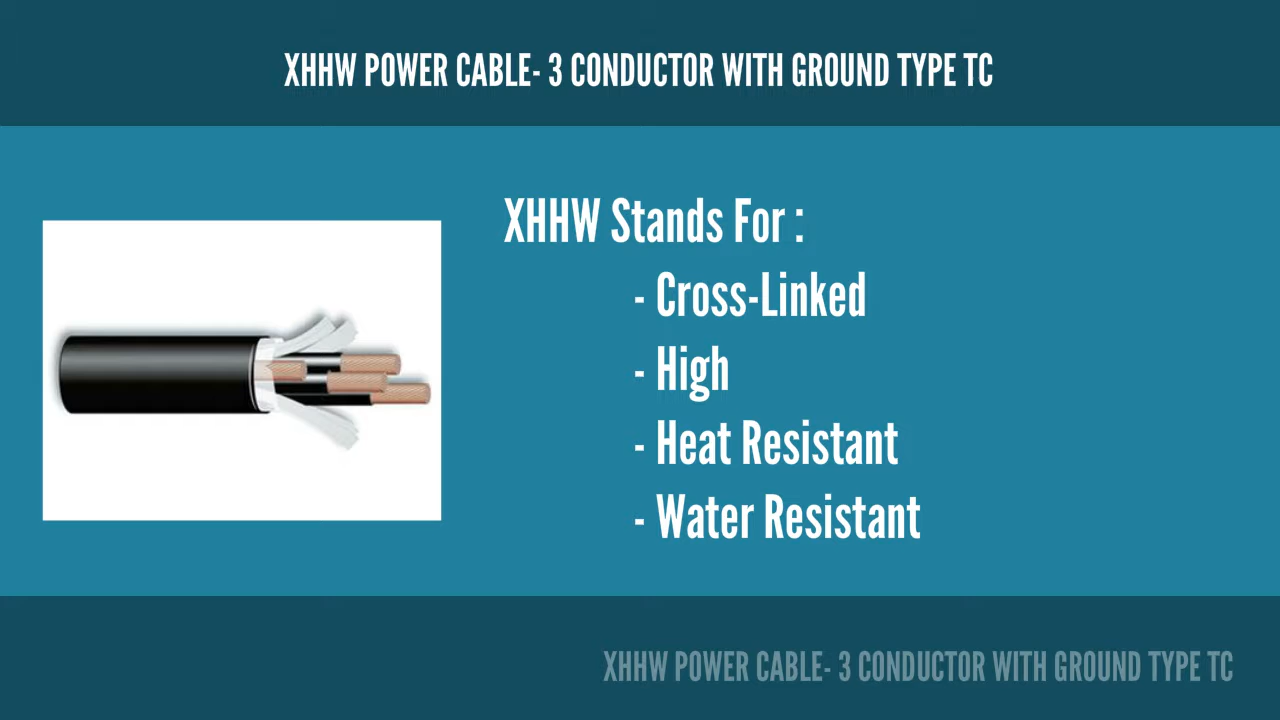 XHHW POWER CABLE- 3 CONDUCTOR WITH GROUND TYPE TC
XHHW Stands For :
- Cross-Linked
- High
- Heat Resistant
- Water Resistant
XHHW POWER CABLE- 3 CONDUCTOR WITH GROUND TYPE TC